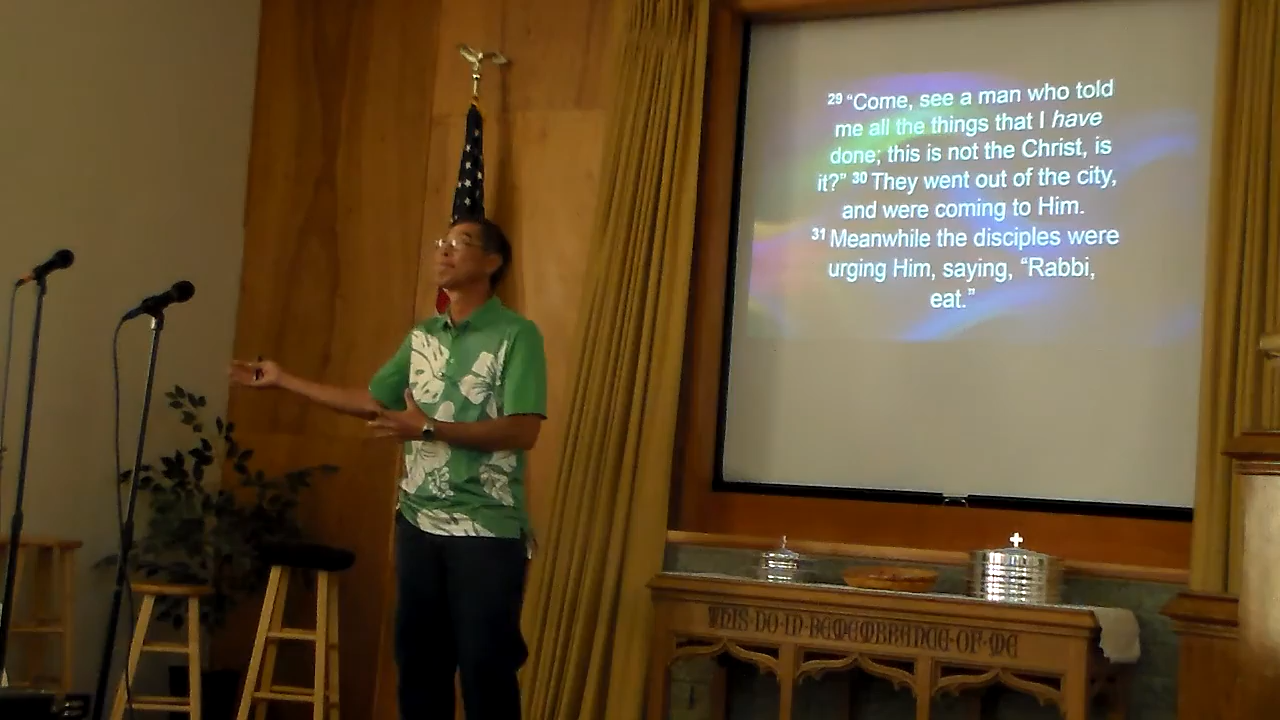 29 “Come, see a man who told
me all the things that I have
done; this is not the Christ, is
it?” 30 They went out of the city,
and were coming to Him.
31 Meanwhile the disciples were
urging Him, saying, “Rabbi,
eat.”
THIS·DO·IN·REMEMBRANCE·OF·ME